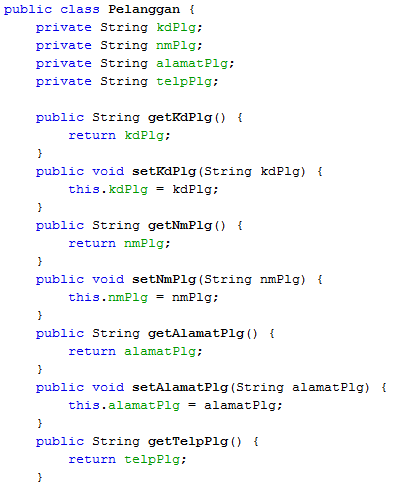 public class Pelanggan {
    private String kdPlg;
    private String nmPlg;
    private String alamatPlg;
    private String telpPlg;

    public String getKdPlg() {
        return kdPlg;
    }
    public void setKdPlg(String kdPlg) {
        this.kdPlg = kdPlg;
    }
    public String getNmPlg() {
        return nmPlg;
    }
    public void setNmPlg(String nmPlg) {
        this.nmPlg = nmPlg;
    }
    public String getAlamatPlg() {
        return alamatPlg;
    }
    public void setAlamatPlg(String alamatPlg) {
        this.alamatPlg = alamatPlg;
    }
    public String getTelpPlg() {
        return telpPlg;
    }